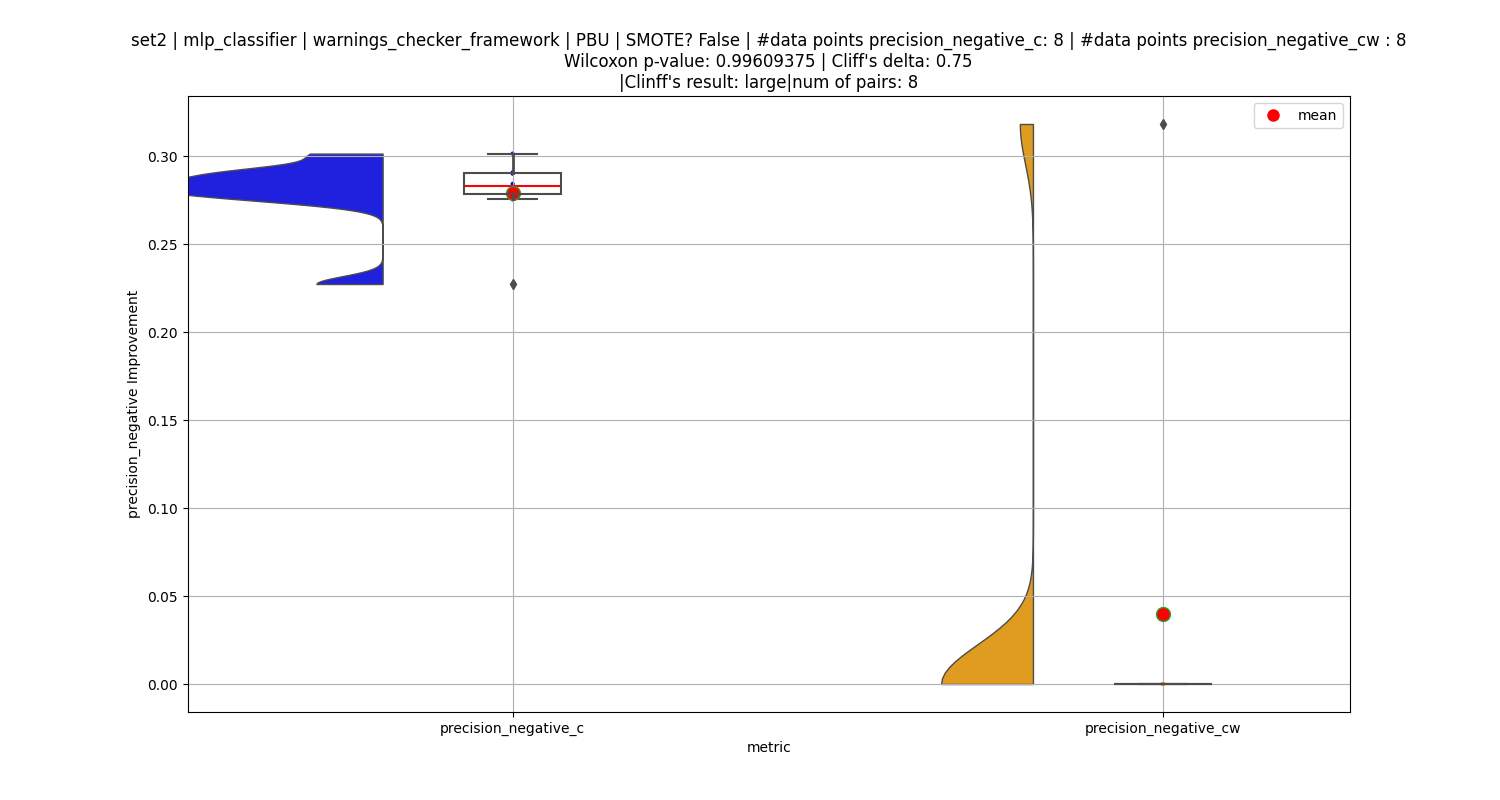 set2 | mlp_classifier | warnings_checker_framework | PBU | SMOTE? False | #data points precision_negative_c: 8 | #data points precision_negative_cw : 8
Wilcoxon p-value: 0.99609375 | Cliff's delta: 0.75
|Clinff's result: large|num of pairs: 8
mean
0.30
0.25
0.20
0.15
0.10
0.05
0.00
precision_negative Improvement
precision_negative_c
precision_negative_cw
metric